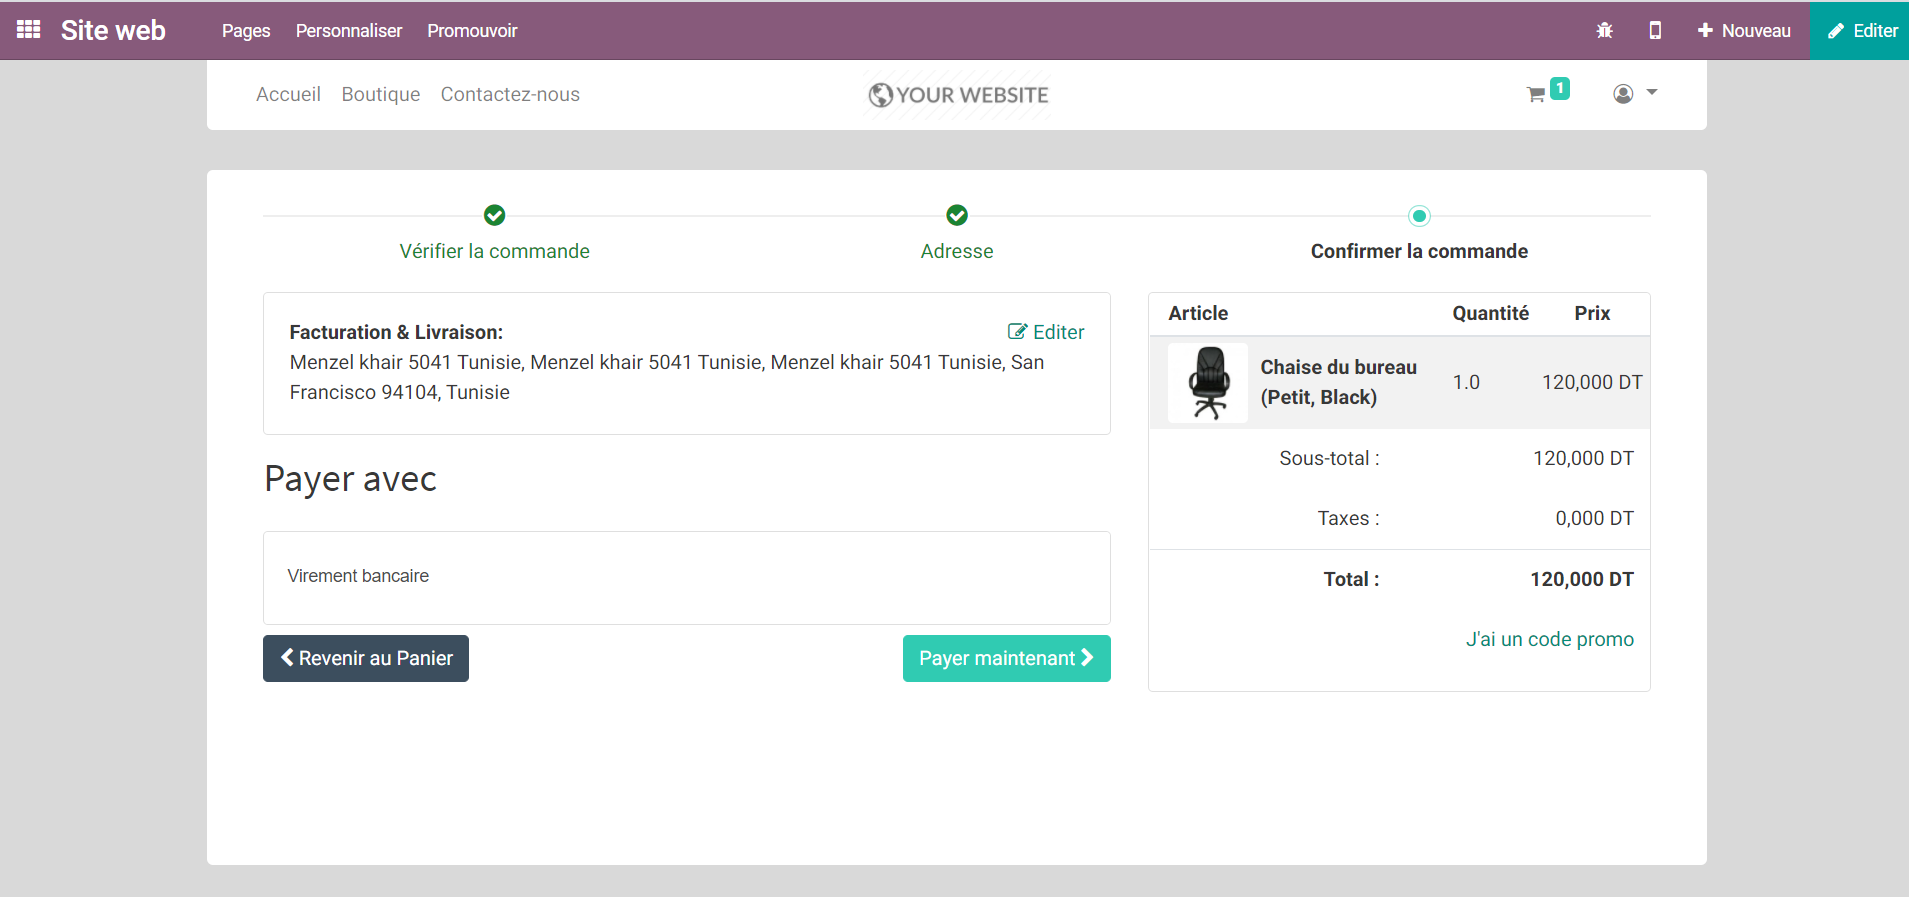 Site web
Pages
Personnaliser
Promouvoir
Nouveau
Editer
Accueil
Boutique
Contactez-nous
YOUR WEBSITE
1
Vérifier la commande
Adresse
Confirmer la commande
Facturation & Livraison:
Editer
Menzel khair 5041 Tunisie, Menzel khair 5041 Tunisie, Menzel khair 5041 Tunisie, San
Francisco 94104, Tunisie
Payer avec
Virement bancaire
Revenir au Panier
Payer maintenant
Article Quantité Prix
Chaise du bureau
(Petit, Black)
1.0
120,000 DT
Sous-total : 120,000 DT
Taxes : 0,000 DT
Total : 120,000 DT
J'ai un code promo